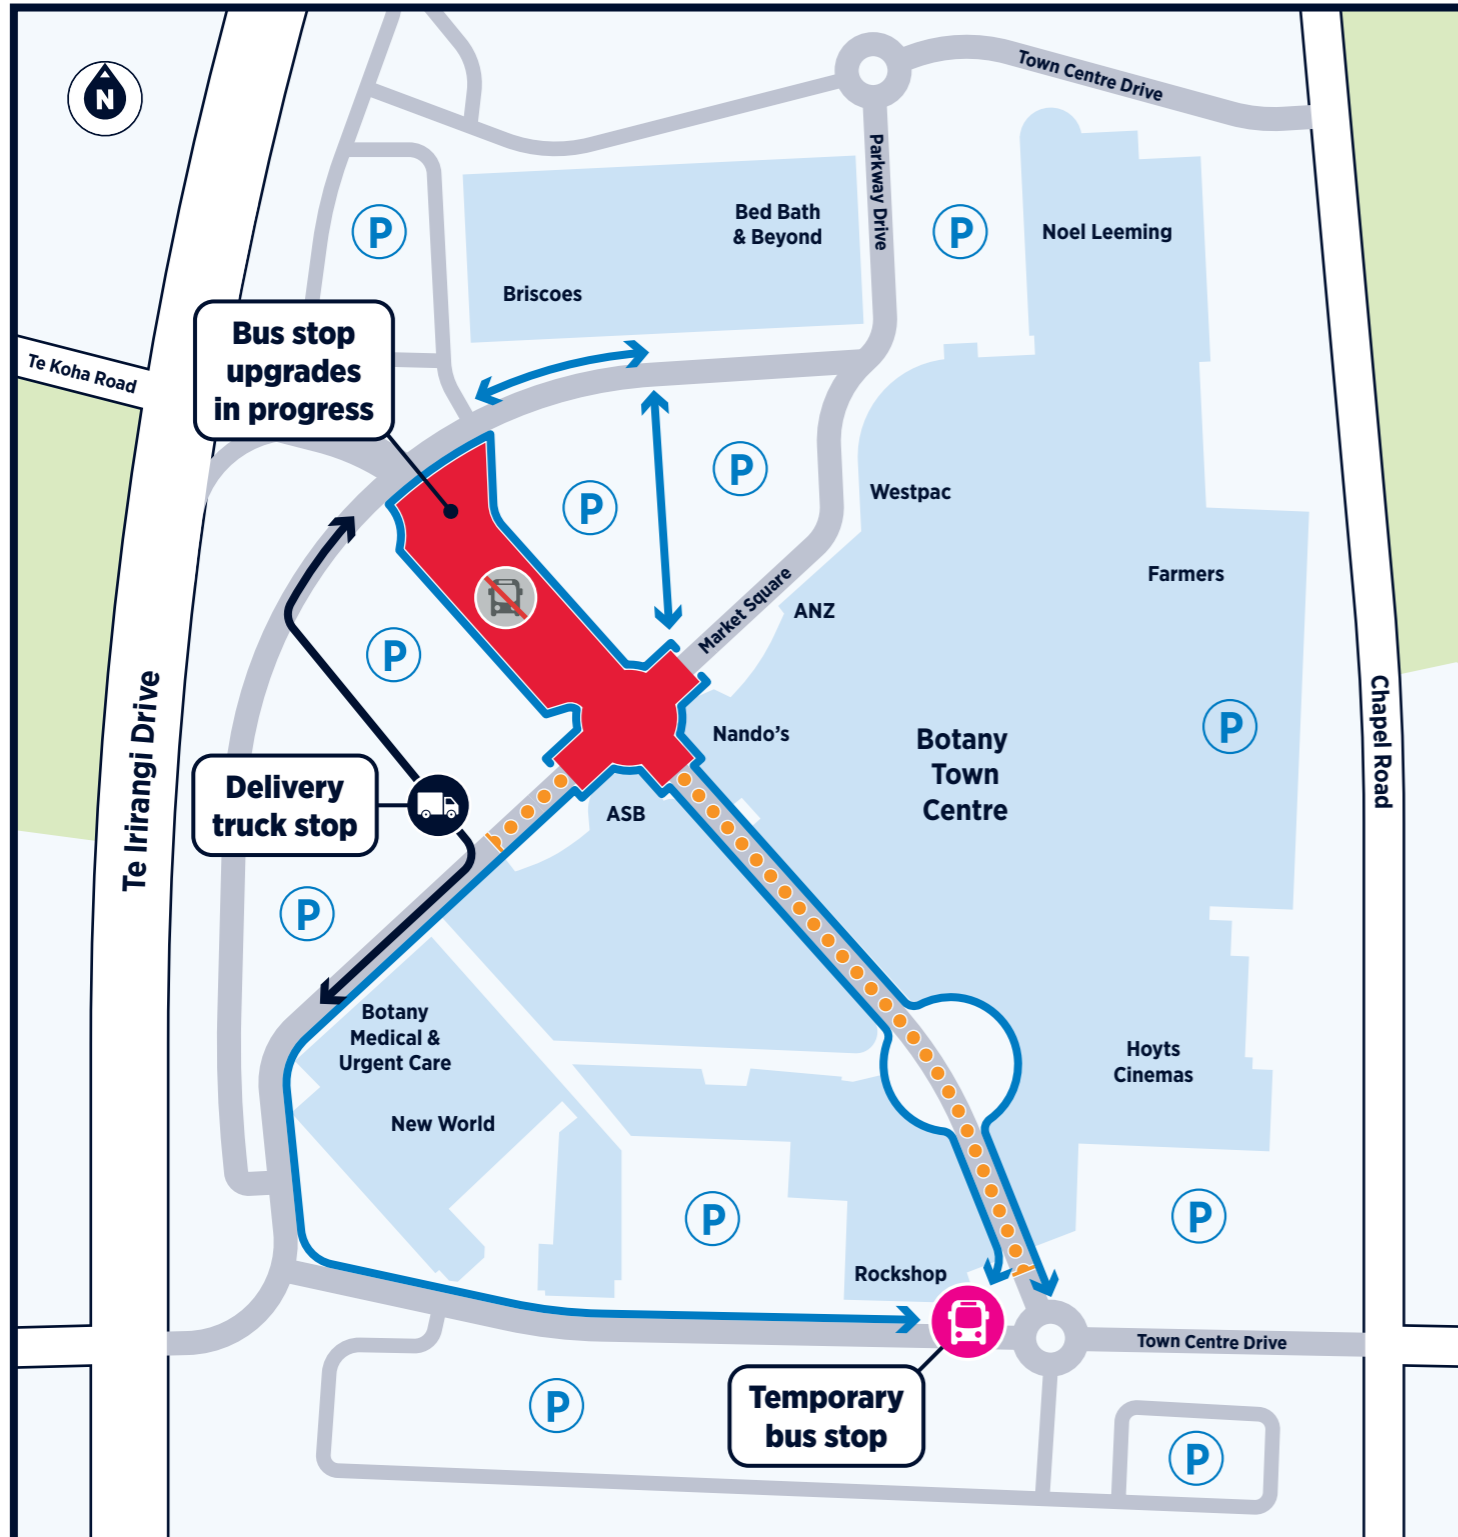 N
Town Centre Drive
Parkway Drive
Bed Bath
& Beyond
P
P
Noel Leeming
Briscoes
Bus stop
upgrades
in progress
Te Koha Road
P
P
Westpac
Farmers
Market Square
ANZ
P
Te Irirangi Drive
Chapel Road
P
Nando’s
Botany
Town
Centre
Delivery
truck stop
ASB
P
Botany
Medical &
Urgent Care
Hoyts
Cinemas
New World
P
P
Rockshop
Town Centre Drive
Temporary
bus stop
P
P